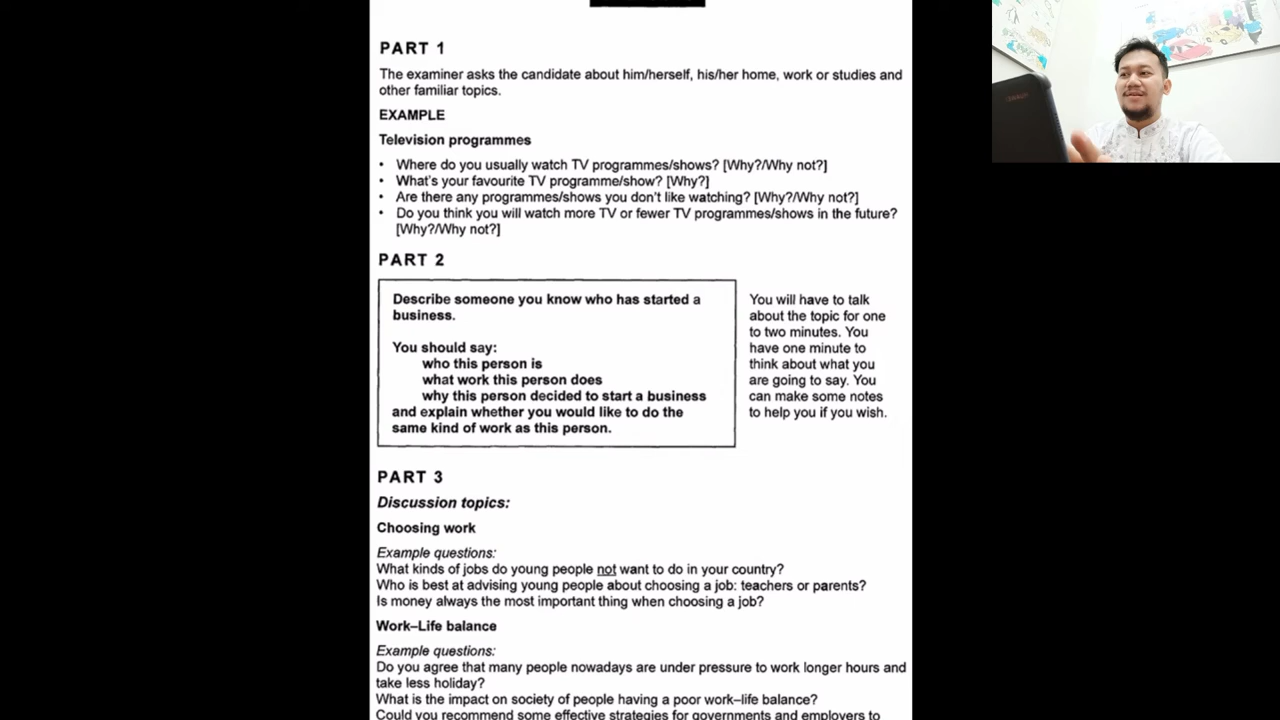 PART 1
The examiner asks the candidate about him/herself, his/her home, work or studies and
other familiar topics.
EXAMPLE
Television programmes
• Where do you usually watch TV programmes/shows? [Why?/Why not?]
• What's your favourite TV programme/show? [Why?]
• Are there any programmes/shows you don't like watching? [Why?/Why not?]
• Do you think you will watch more TV or fewer TV programmes/shows in the future?
[Why?/Why not?]
PART 2
Describe someone you know who has started a
business.
You should say:
who this person is
what work this person does
why this person decided to start a business
and explain whether you would like to do the
same kind of work as this person.
You will have to talk
about the topic for one
to two minutes. You
have one minute to
think about what you
are going to say. You
can make some notes
to help you if you wish.
PART 3
Discussion topics:
Choosing work
Example questions:
What kinds of jobs do young people not want to do in your country?
Who is best at advising young people about choosing a job: teachers or parents?
Is money always the most important thing when choosing a job?
Work–Life balance
Example questions:
Do you agree that many people nowadays are under pressure to work longer hours and
take less holiday?
What is the impact on society of people having a poor work–life balance?
Could you recommend some effective strategies for governments and employers to